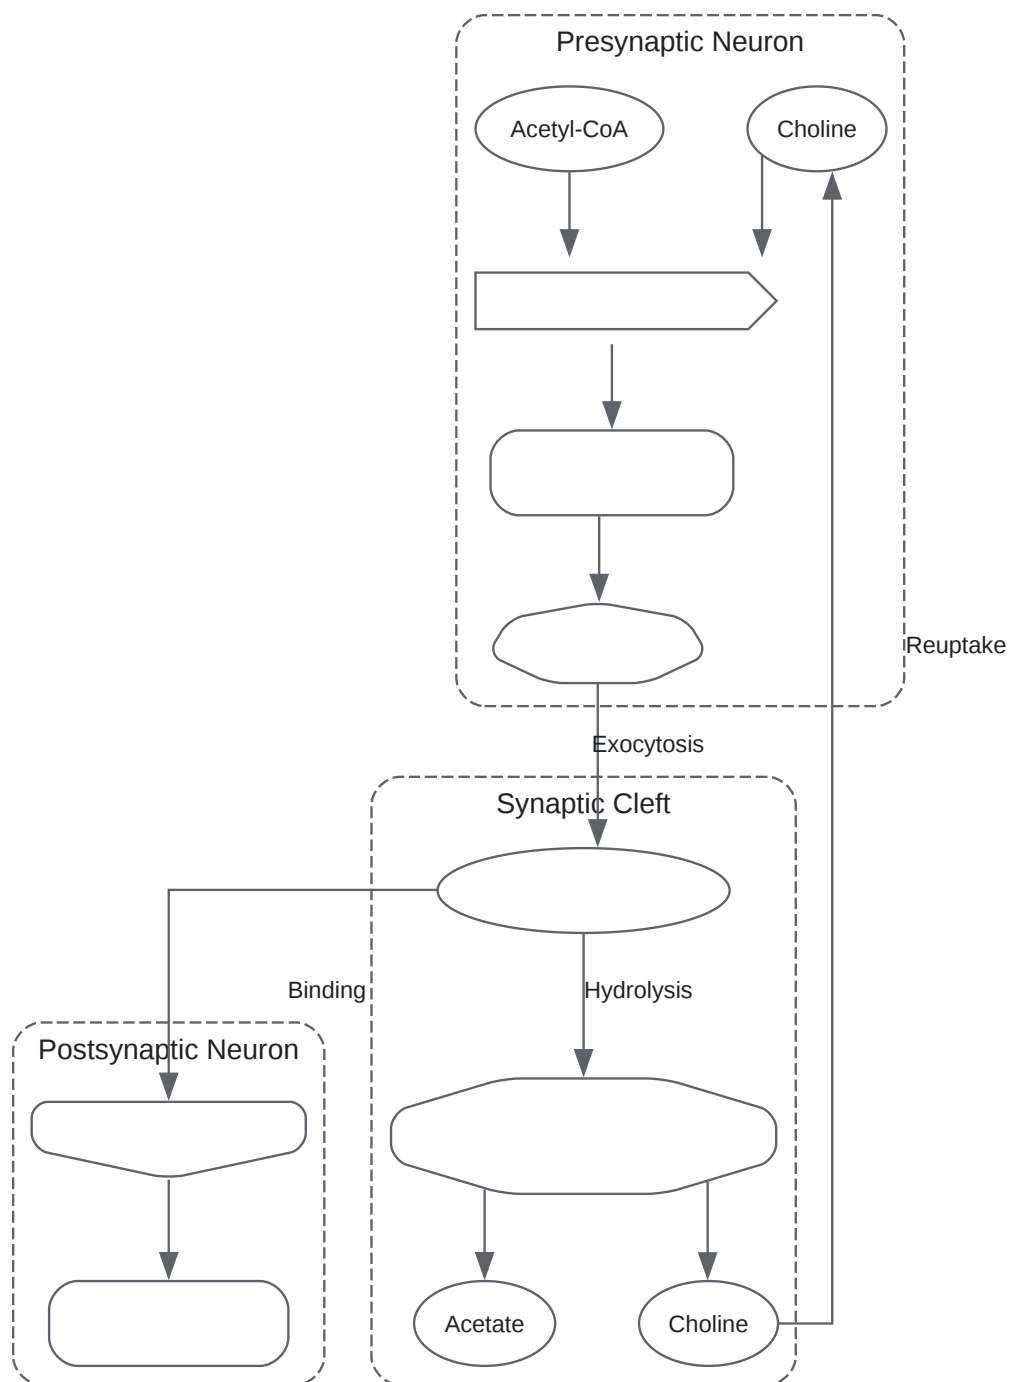 Presynaptic Neuron
Acetyl-CoA
Choline
Reuptake
Exocytosis
Synaptic Cleft
Binding
Hydrolysis
Postsynaptic Neuron
Acetate
Choline